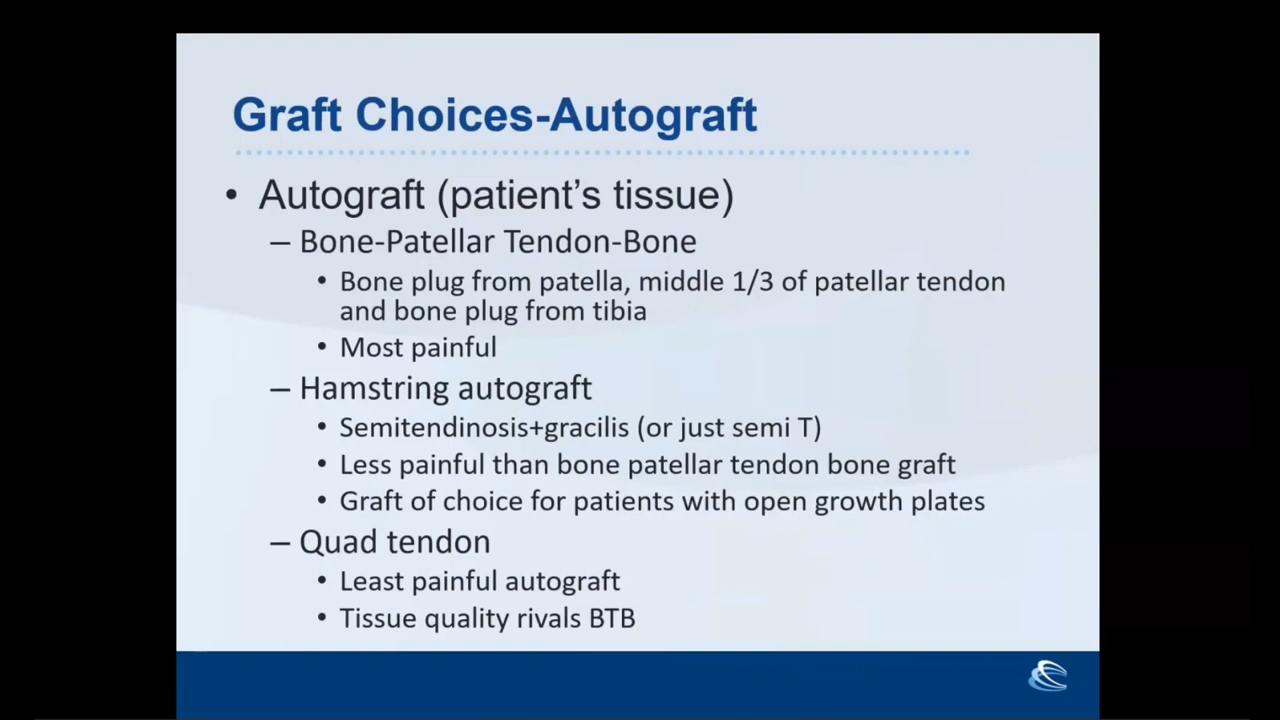 Graft Choices-Autograft
• Autograft (patient's tissue)
– Bone-Patellar Tendon-Bone
• Bone plug from patella, middle 1/3 of patellar tendon
and bone plug from tibia
• Most painful
– Hamstring autograft
• Semitendinosis+gracilis (or just semi T)
• Less painful than bone patellar tendon bone graft
• Graft of choice for patients with open growth plates
– Quad tendon
• Least painful autograft
• Tissue quality rivals BTB